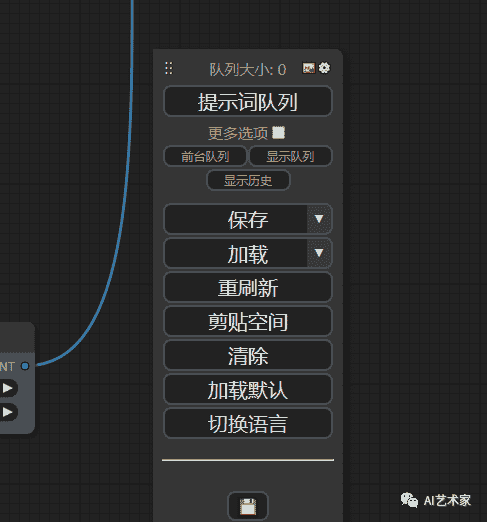 队列大小: 0
提示词队列
更多选项
前台队列 显示队列
显示历史
保存 ▼
加载 ▼
重刷新
剪贴空间
NT
清除
加载默认
切换语言
AI艺术家